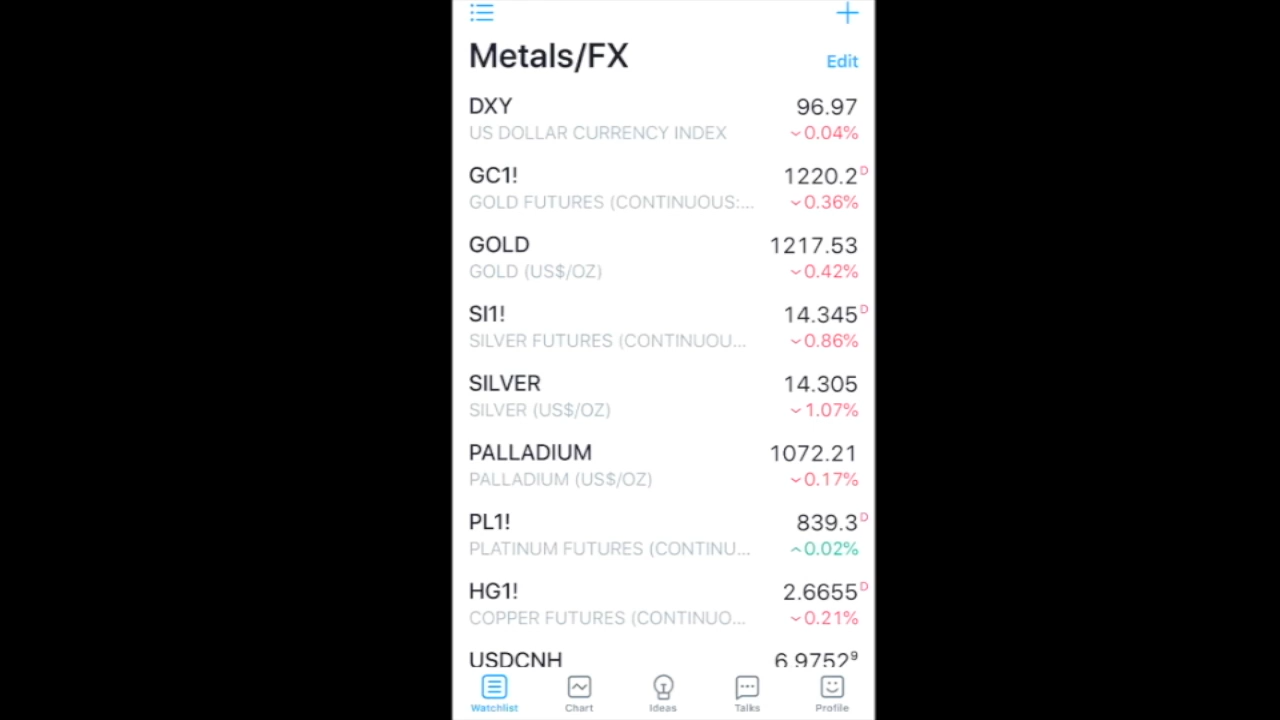 Metals/FX
Edit
DXY 96.97
US DOLLAR CURRENCY INDEX 0.04%
GC1! 1220.2 D
GOLD FUTURES (CONTINUOUS:... 0.36%
GOLD 1217.53
GOLD (US$/OZ) 0.42%
SI1! 14.345 D
SILVER FUTURES (CONTINUOU... 0.86%
SILVER 14.305
SILVER (US$/OZ) 1.07%
PALLADIUM 1072.21
PALLADIUM (US$/OZ) 0.17%
PL1! 839.3 D
PLATINUM FUTURES (CONTINU... 0.02%
HG1! 2.6655 D
COPPER FUTURES (CONTINUO... 0.21%
USDCNH 6.9752⁹
Watchlist Chart Ideas Talks Profile